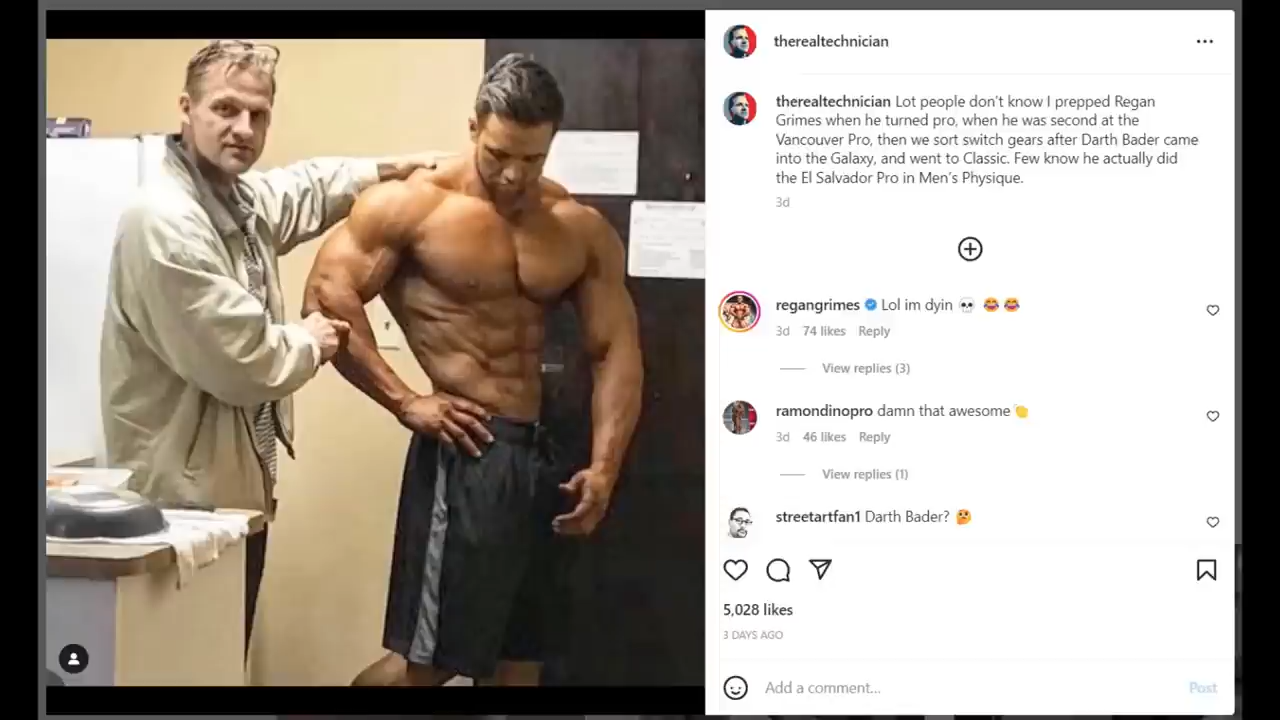 therealtechnician
therealtechnician Lot people don't know I prepped Regan
Grimes when he turned pro, when he was second at the
Vancouver Pro, then we sort switch gears after Darth Bader came
into the Galaxy, and went to Classic. Few know he actually did
the El Salvador Pro in Men's Physique.
3d
regangrimes Lol im dyin 💀 😂 😂
3d 74 likes Reply
View replies (3)
ramondinopro damn that awesome👏
3d 46 likes Reply
View replies (1)
streetartfan1 Darth Bader? 🤔
5,028 likes
3 DAYS AGO
Add a comment...
Post